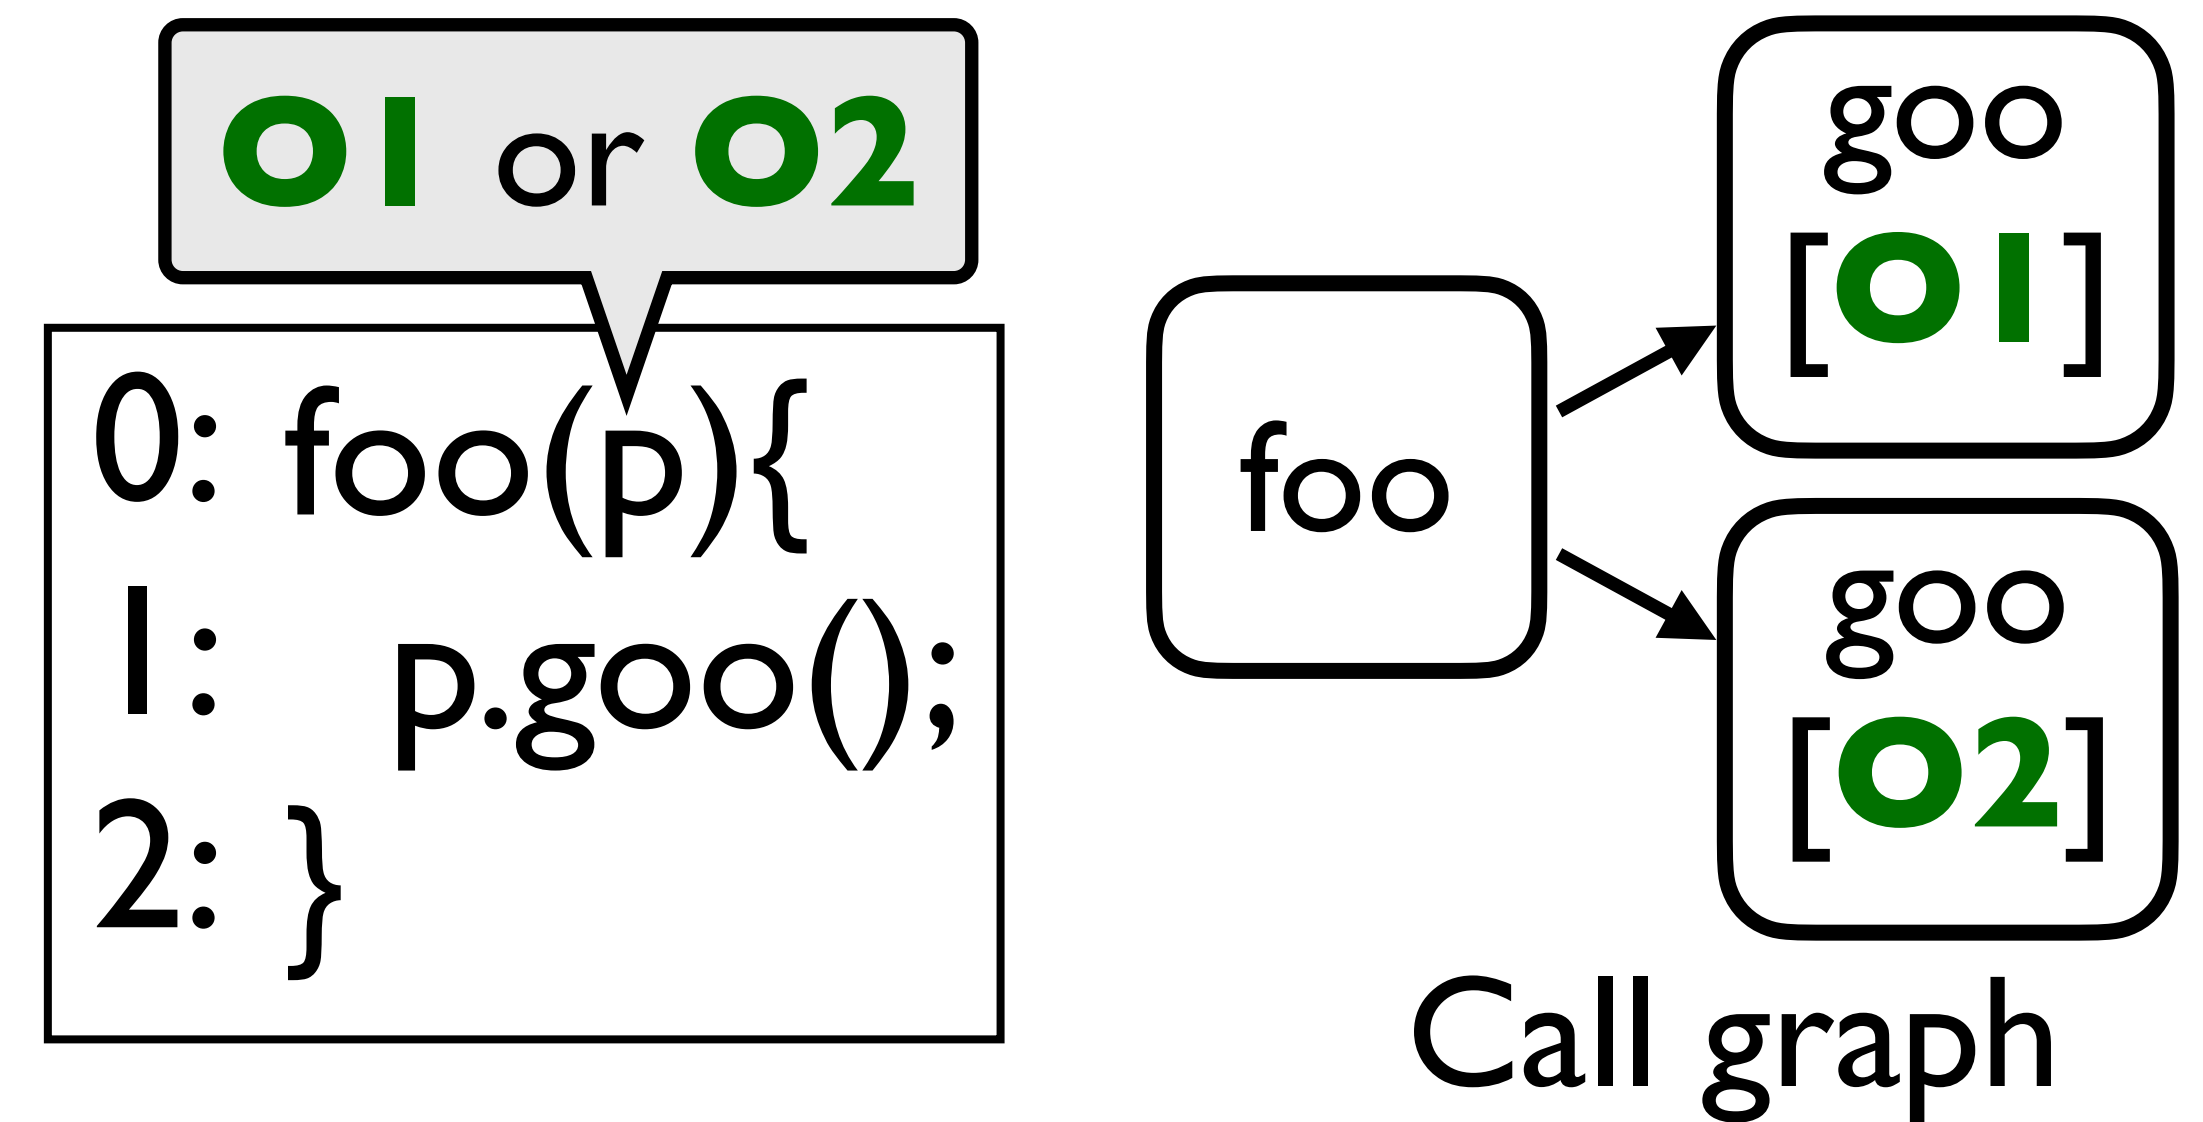 O1 or O2
0: foo(p){
1: p.goo();
2: }
foo
goo
[O1]
goo
[O2]
Call graph